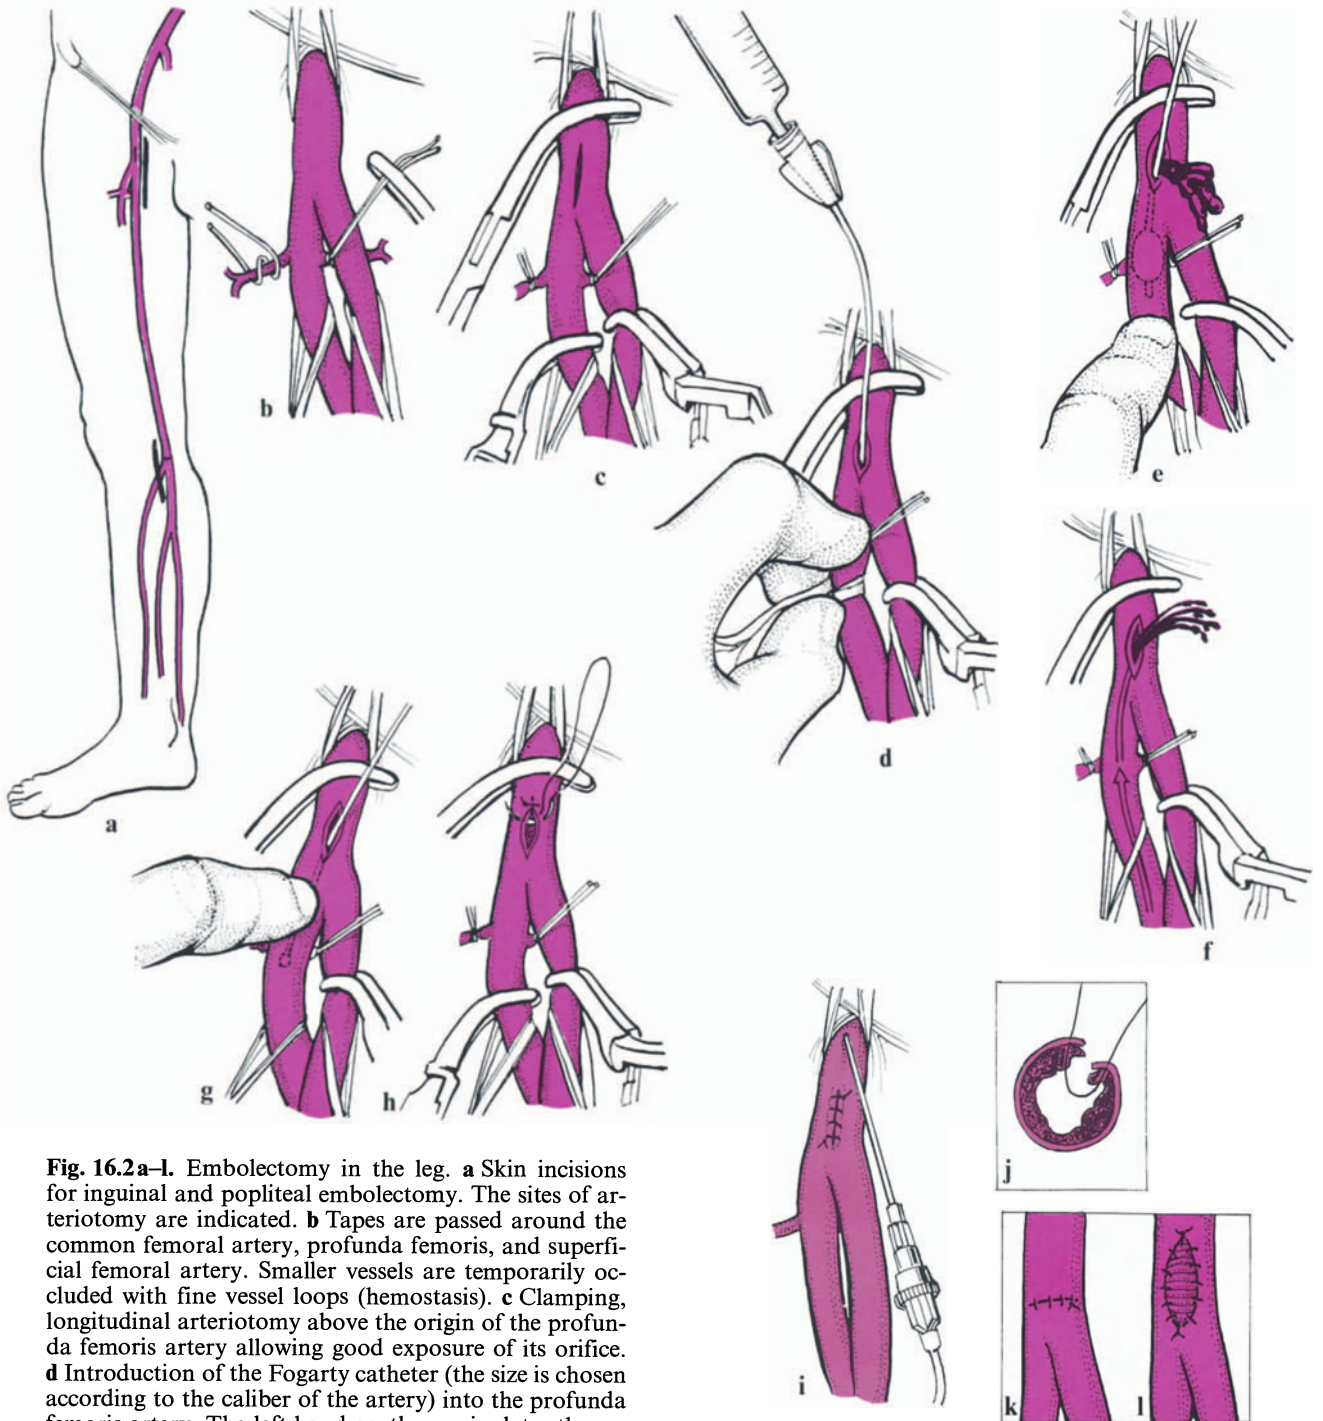 b
c
e
d
a
f
g
h
j
i
k
l
Fig. 16.2a–l. Embolectomy in the leg. a Skin incisions
for inguinal and popliteal embolectomy. The sites of ar-
teriotomy are indicated. b Tapes are passed around the
common femoral artery, profunda femoris, and superfi-
cial femoral artery. Smaller vessels are temporarily oc-
cluded with fine vessel loops (hemostasis). c Clamping,
longitudinal arteriotomy above the origin of the profun-
da femoris artery allowing good exposure of its orifice.
d Introduction of the Fogarty catheter (the size is chosen
according to the caliber of the artery) into the profunda